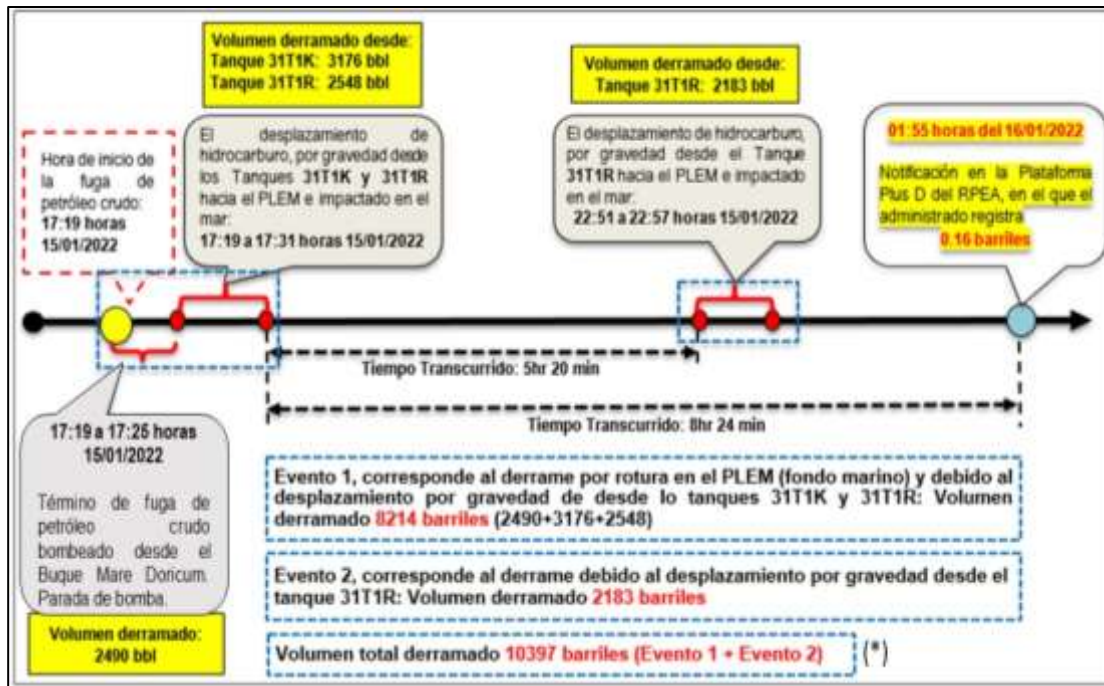 Volumen derramado desde:
Tanque 31T1K: 3176 bbl
Tanque 31T1R: 2548 bbl
Volumen derramado desde:
Tanque 31T1R: 2183 bbl
Hora de inicio de
la fuga de
petróleo crudo:
17:19 horas
15/01/2022
El desplazamiento de
hidrocarburo, por gravedad desde
los Tanques 31T1K y 31T1R
hacia el PLEM e impactado en el
mar:
17:19 a 17:31 horas 15/01/2022
El desplazamiento de hidrocarburo,
por gravedad desde el Tanque
31T1R hacia el PLEM e impactado
en el mar:
22:51 a 22:57 horas 15/01/2022
01:55 horas del 16/01/2022
Notificación en la Plataforma
Plus D del RPEA, en el que el
administrado registra
0.16 barriles
Tiempo Transcurrido: 5hr 20 min
Tiempo Transcurrido: 8hr 24 min
17:19 a 17:25 horas
15/01/2022
Término de fuga de
petróleo crudo
bombeado desde el
Buque Mare Doricum.
Parada de bomba.
Volumen derramado:
2490 bbl
Evento 1, corresponde al derrame por rotura en el PLEM (fondo marino) y debido al
desplazamiento por gravedad de desde lo tanques 31T1K y 31T1R: Volumen
derramado 8214 barriles (2490+3176+2548)
Evento 2, corresponde al derrame debido al desplazamiento por gravedad desde el
tanque 31T1R: Volumen derramado 2183 barriles
Volumen total derramado 10397 barriles (Evento 1 + Evento 2) (*)